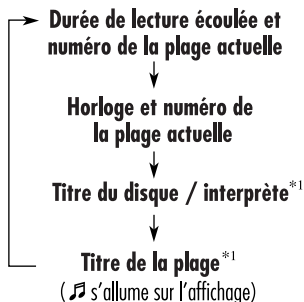 Durée de lecture écoulée et
numéro de la plage actuelle
Horloge et numéro de
la plage actuelle
Titre du disque / interprète*1
Titre de la plage*1
(♫ s'allume sur l'affichage)